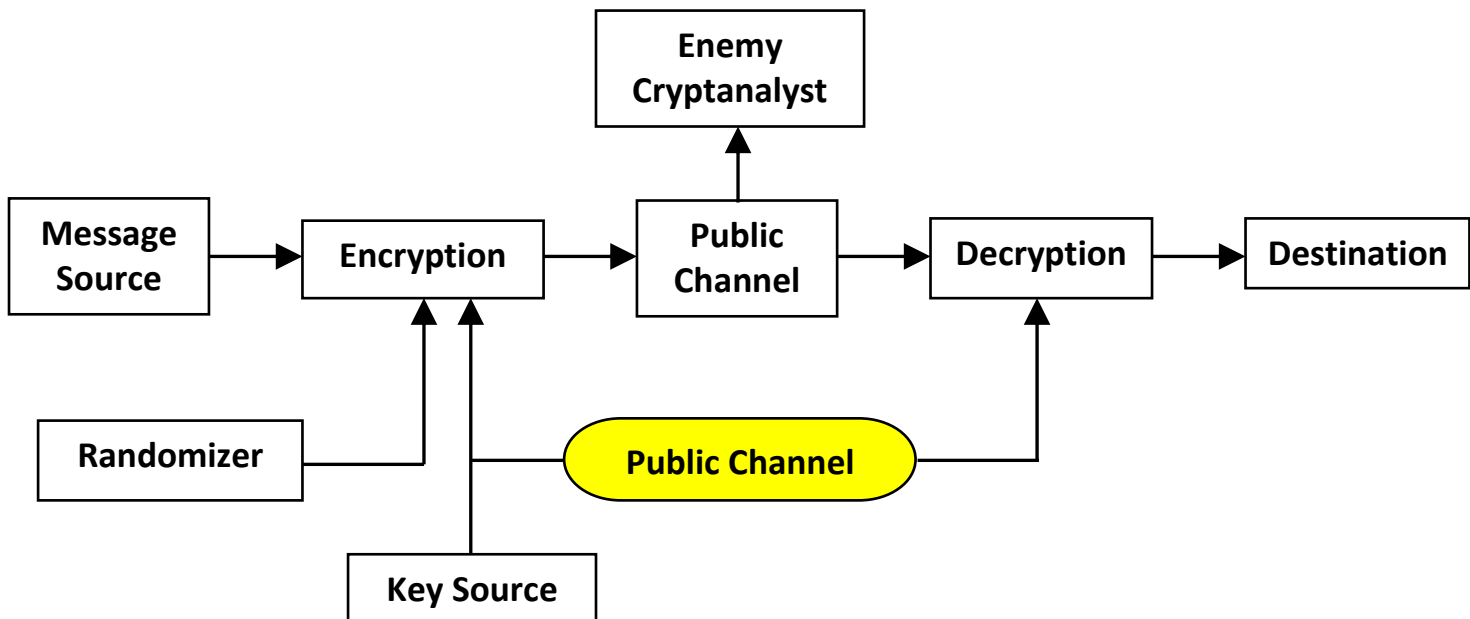 Enemy
Cryptanalyst
Message
Source
Encryption
Public
Channel
Decryption
Destination
Randomizer
Public Channel
Key Source